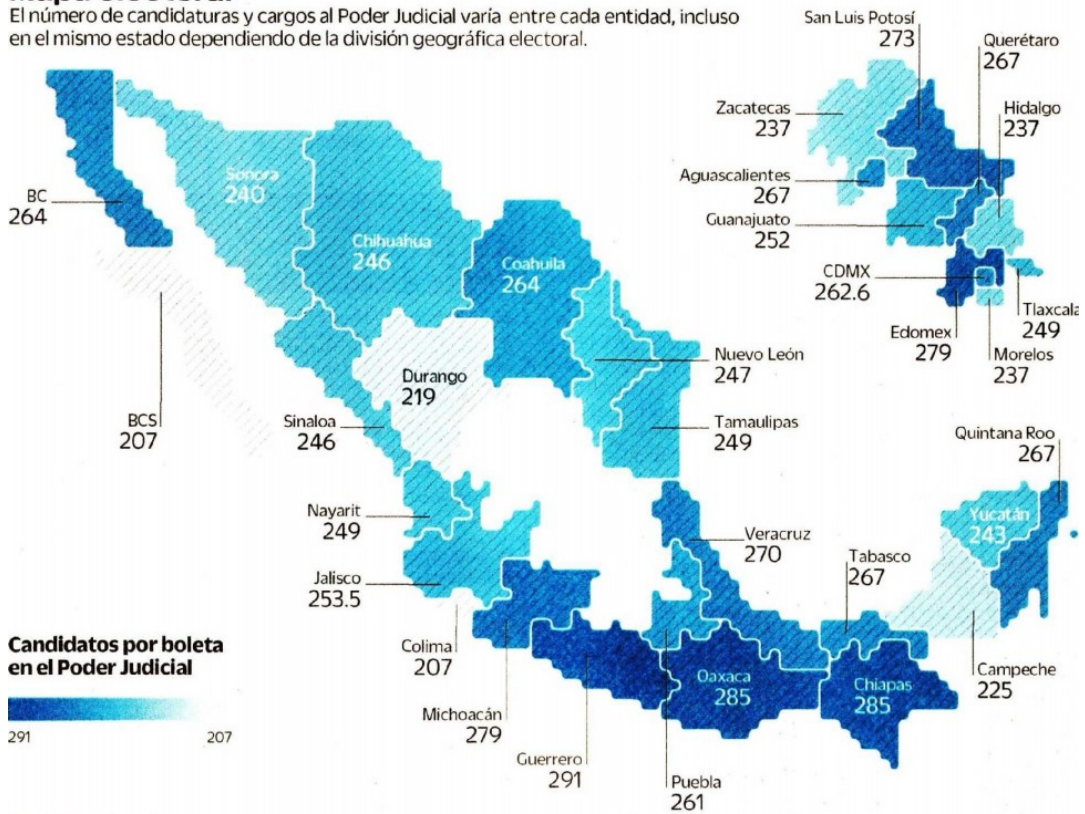 El número de candidaturas y cargos al Poder Judicial varía entre cada entidad, incluso
en el mismo estado dependiendo de la división geográfica electoral.
San Luis Potosí
273
Querétaro
267
Zacatecas
237
Hidalgo
237
Aguascalientes
267
Guanajuato
252
CDMX
262.6
Tlaxcala
249
Edomex
279
Morelos
237
BC
264
Sonora
240
Chihuahua
246
Coahuila
264
Durango
219
Nuevo León
247
BCS
207
Sinaloa
246
Tamaulipas
249
Quintana Roo
267
Nayarit
249
Yucatán
243
Veracruz
270
Tabasco
267
Jalisco
253.5
Colima
207
Campeche
225
Oaxaca
285
Chiapas
285
Michoacán
279
Guerrero
291
Puebla
261
Candidatos por boleta
en el Poder Judicial
291 207